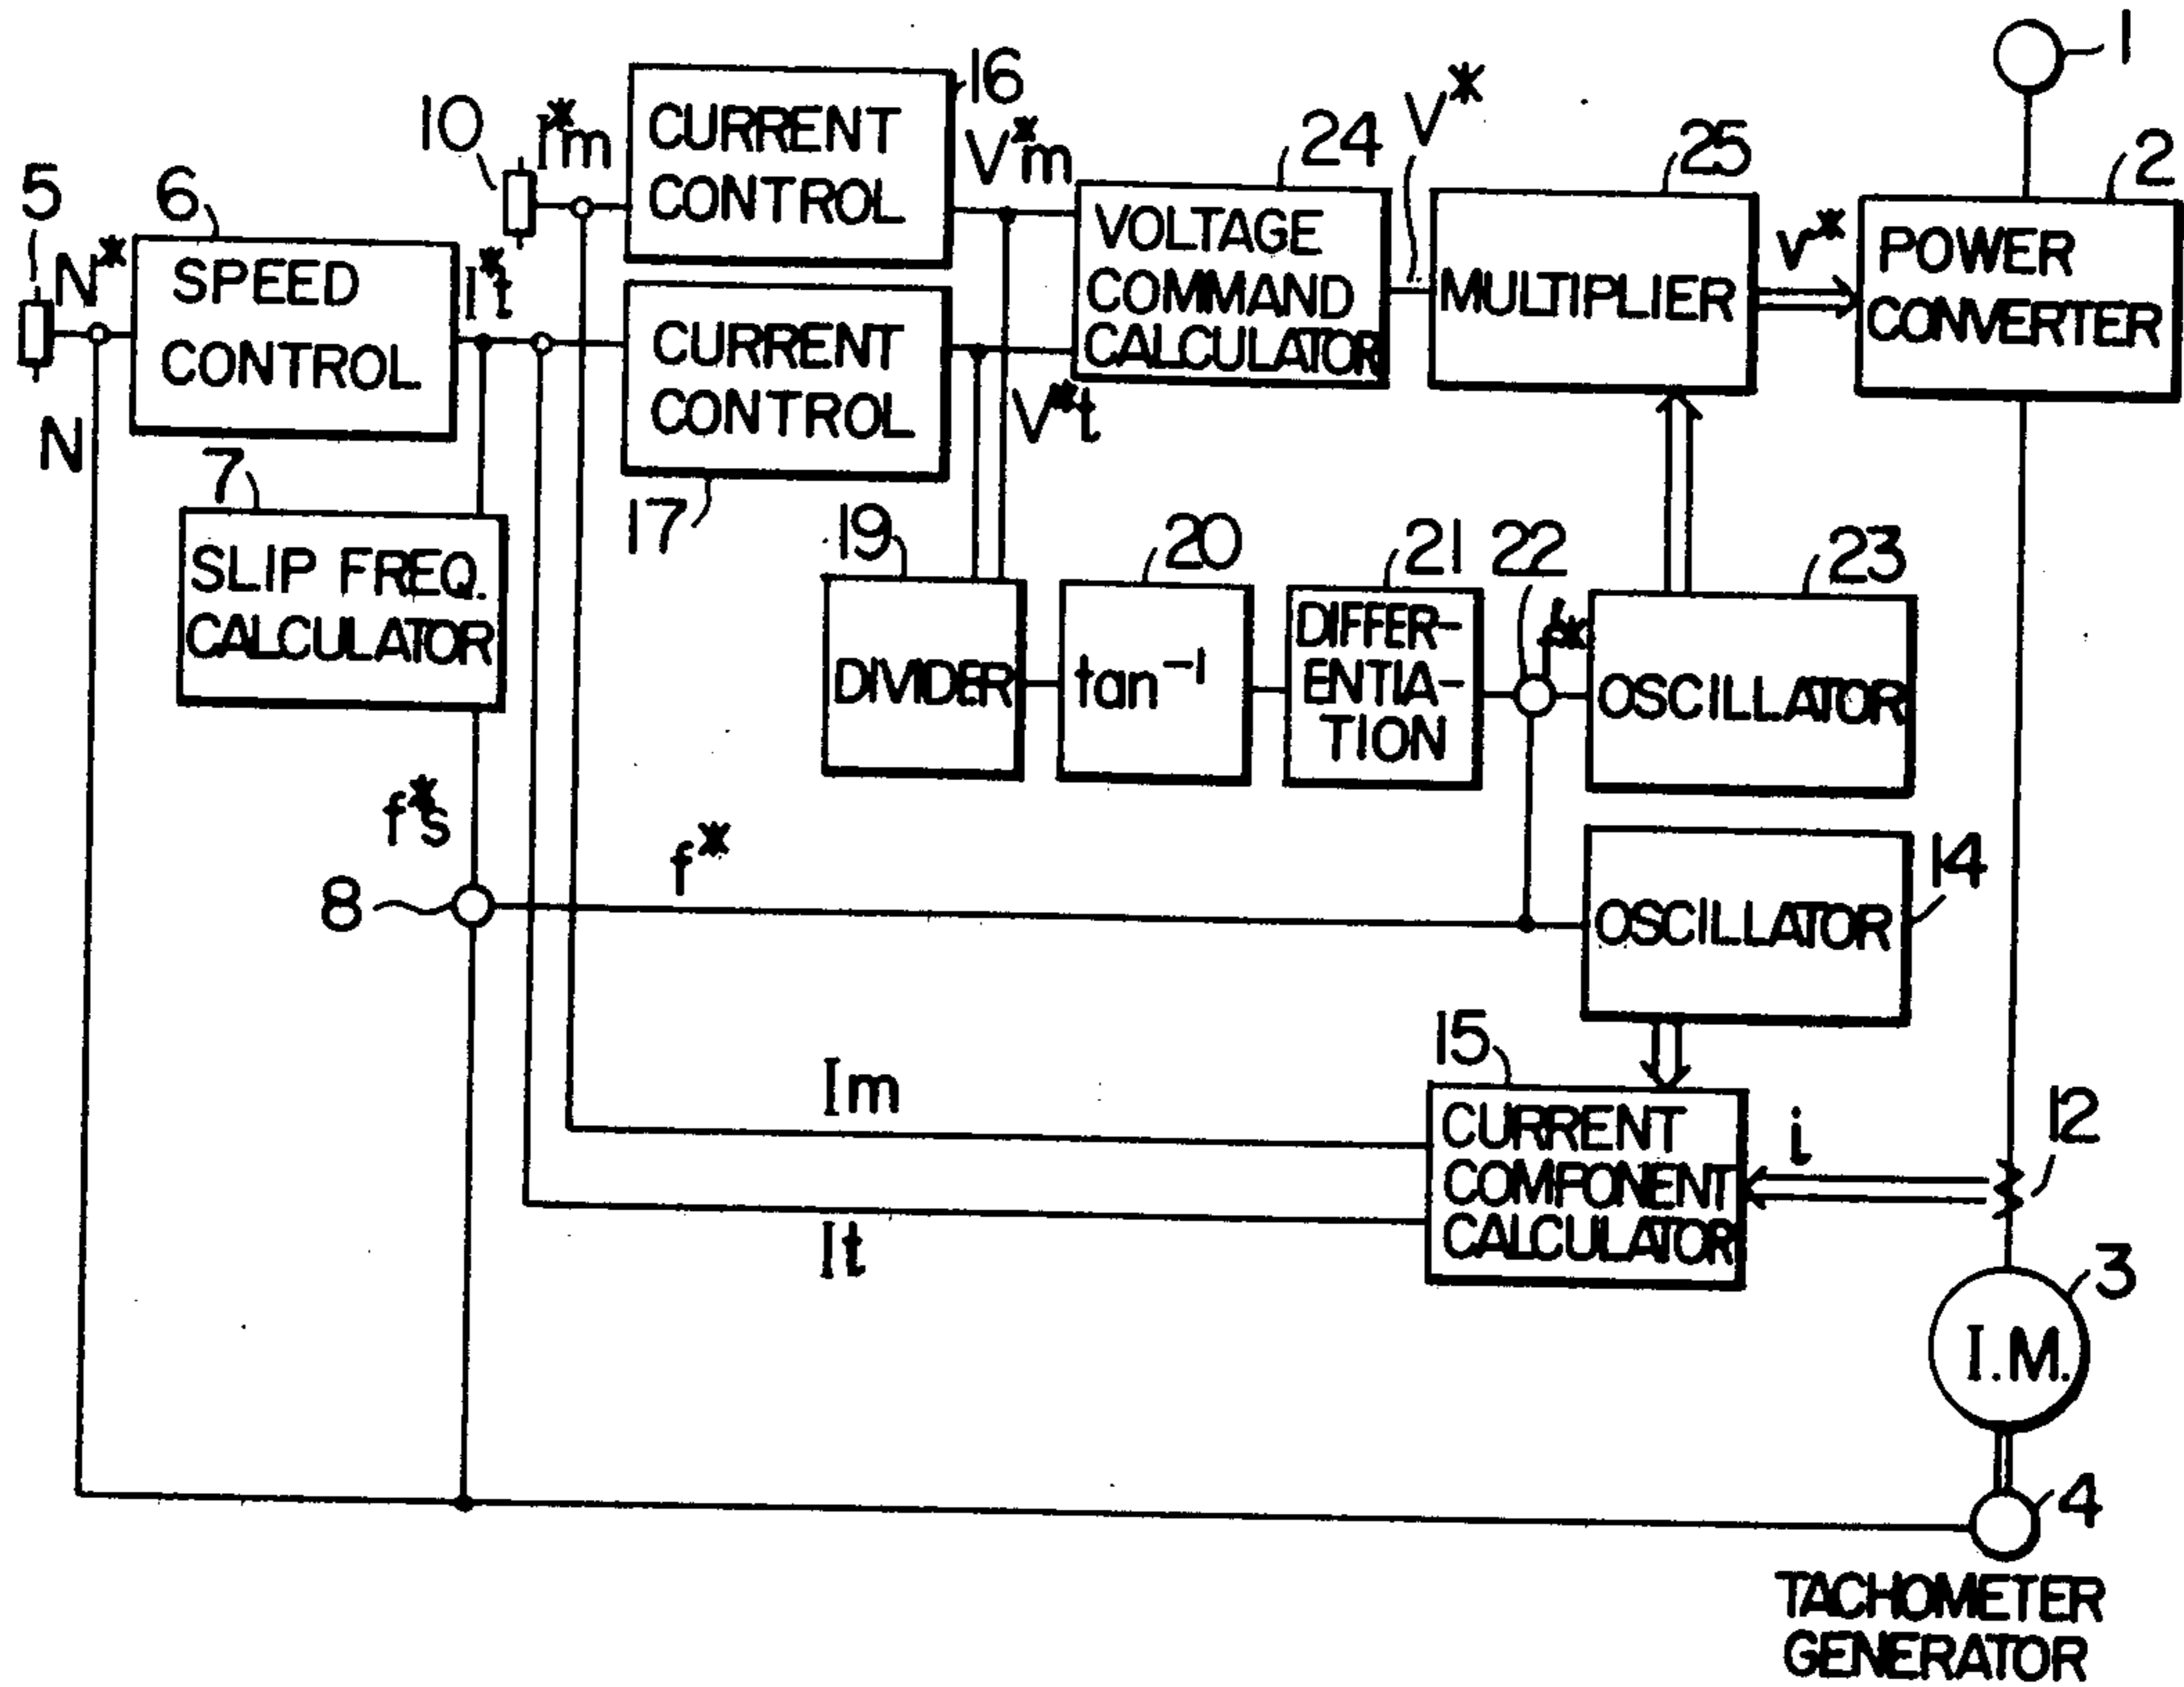 1
16
10
I*m
CURRENT
CONTROL
V*m
24
V*
25
2
5
6
N*
SPEED
CONTROL
I*t
VOLTAGE
COMMAND
CALCULATOR
MULTIPLIER
v*
POWER
CONVERTER
CURRENT
CONTROL
V*t
N
7
17
19
20
21
22
23
SLIP FREQ.
CALCULATOR
DIVIDER
tan⁻¹
DIFFER-
ENTIA-
TION
OSCILLATOR
f*s
8
f*
14
OSCILLATOR
15
Im
CURRENT
COMPONENT
CALCULATOR
i
12
It
3
I.M.
4
TACHOMETER
GENERATOR